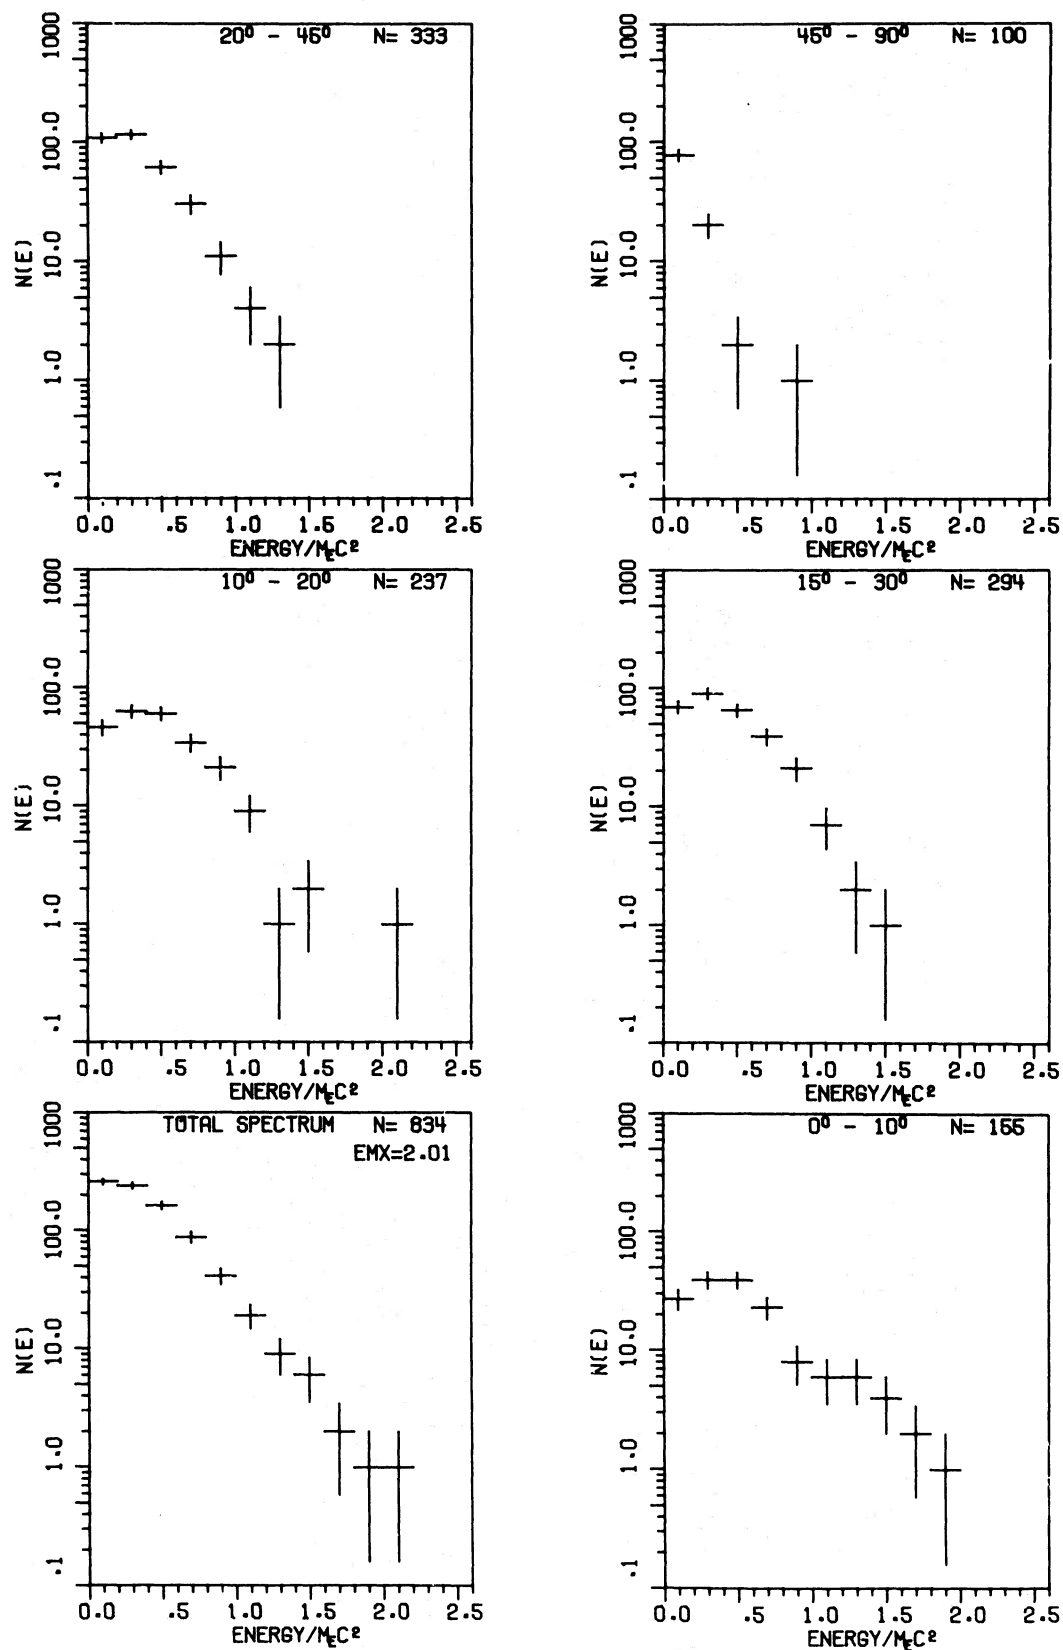 20⁰ - 45⁰ N= 333
1000
100.0
10.0
1.0
.1
N(E)
0.0 .5 1.0 1.5 2.0 2.5
ENERGY/MEC²
45⁰ - 90⁰ N= 100
1000
100.0
10.0
1.0
.1
N(E)
0.0 .5 1.0 1.5 2.0 2.5
ENERGY/MEC²
10⁰ - 20⁰ N= 237
1000
100.0
10.0
1.0
.1
N(E)
0.0 .5 1.0 1.5 2.0 2.5
ENERGY/MEC²
15⁰ - 30⁰ N= 294
1000
100.0
10.0
1.0
.1
N(E)
0.0 .5 1.0 1.5 2.0 2.5
ENERGY/MEC²
TOTAL SPECTRUM N= 834
EMX=2.01
1000
100.0
10.0
1.0
.1
N(E)
0.0 .5 1.0 1.5 2.0 2.5
ENERGY/MEC²
0⁰ - 10⁰ N= 155
1000
100.0
10.0
1.0
.1
N(E)
0.0 .5 1.0 1.5 2.0 2.5
ENERGY/MEC²